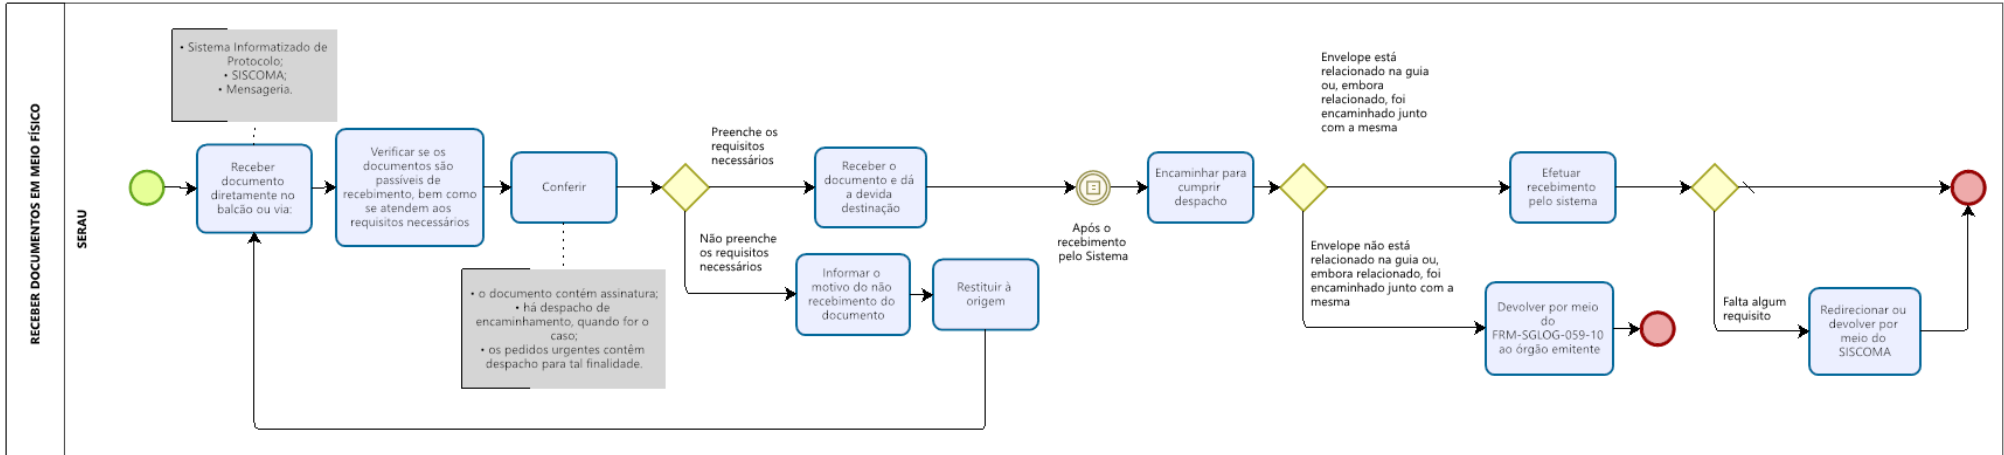 RECEBER DOCUMENTOS EM MEIO FÍSICO
SERAU
• Sistema Informatizado de
Protocolo;
• SISCOMA;
• Mensageria.
Receber
documento
diretamente no
balcão ou via:
Verificar se os
documentos são
passíveis de
recebimento, bem como
se atendem aos
requisitos necessários
Conferir
• o documento contém assinatura;
• há despacho de
encaminhamento, quando for o
caso;
• os pedidos urgentes contêm
despacho para tal finalidade.
Preenche os
requisitos
necessários
Não preenche
os requisitos
necessários
Receber o
documento e dá
a devida
destinação
Informar o
motivo do não
recebimento do
documento
Restituir à
origem
Após o
recebimento
pelo Sistema
Encaminhar para
cumprir
despacho
Envelope está
relacionado na guia
ou, embora
relacionado, foi
encaminhado junto
com a mesma
Envelope não está
relacionado na guia ou,
embora relacionado, foi
encaminhado junto com a
mesma
Efetuar
recebimento
pelo sistema
Devolver por meio
do
FRM-SGLOG-059-10
ao órgão emitente
Falta algum
requisito
Redirecionar ou
devolver por
meio do
SISCOMA